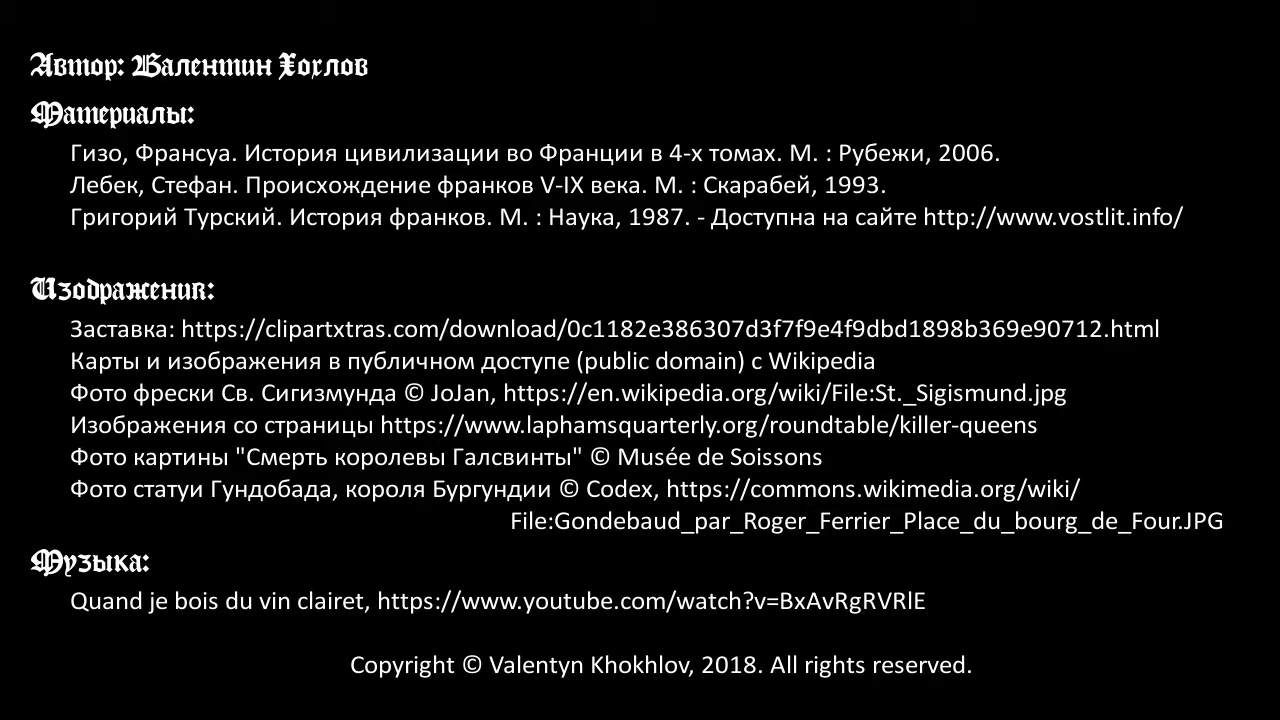 Автор: Валентин Хохлов
Материалы:
Гизо, Франсуа. История цивилизации во Франции в 4-х томах. М. : Рубежи, 2006.
Лебек, Стефан. Происхождение франков V-IX века. М. : Скарабей, 1993.
Григорий Турский. История франков. М. : Наука, 1987. - Доступна на сайте http://www.vostlit.info/
Изображения:
Заставка: https://clipartxtras.com/download/0c1182e386307d3f7f9e4f9dbd1898b369e90712.html
Карты и изображения в публичном доступе (public domain) с Wikipedia
Фото фрески Св. Сигизмунда © JoJan, https://en.wikipedia.org/wiki/File:St._Sigismund.jpg
Изображения со страницы https://www.laphamsquarterly.org/roundtable/killer-queens
Фото картины "Смерть королевы Галсвинты" © Musée de Soissons
Фото статуи Гундобада, короля Бургундии © Codex, https://commons.wikimedia.org/wiki/
File:Gondebaud_par_Roger_Ferrier_Place_du_bourg_de_Four.JPG
Музыка:
Quand je bois du vin clairet, https://www.youtube.com/watch?v=BxAvRgRVRlE
Copyright © Valentyn Khokhlov, 2018. All rights reserved.